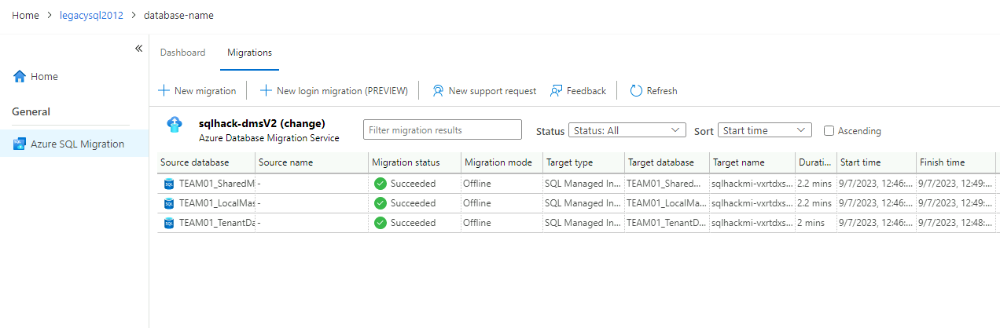 Home > legacysql2012 > database-name
«
Dashboard Migrations
Home
General
Azure SQL Migration
New migration New login migration (PREVIEW) New support request Feedback Refresh
sqlhack-dmsV2 (change)
Azure Database Migration Service
Filter migration results
Status Status: All Sort Start time Ascending
Source database Source name Migration status Migration mode Target type Target database Target name Durati... Start time Finish time
TEAM01_SharedM - Succeeded Offline SQL Managed In... TEAM01_Shared... sqlhackmi-vxrtdxs... 2.2 mins 9/7/2023, 12:46:... 9/7/2023, 12:49:...
TEAM01_LocalMas - Succeeded Offline SQL Managed In... TEAM01_LocalMa... sqlhackmi-vxrtdxs... 2.2 mins 9/7/2023, 12:46:... 9/7/2023, 12:49:...
TEAM01_TenantDa - Succeeded Offline SQL Managed In... TEAM01_TenantD... sqlhackmi-vxrtdxs... 2 mins 9/7/2023, 12:46:... 9/7/2023, 12:48:...